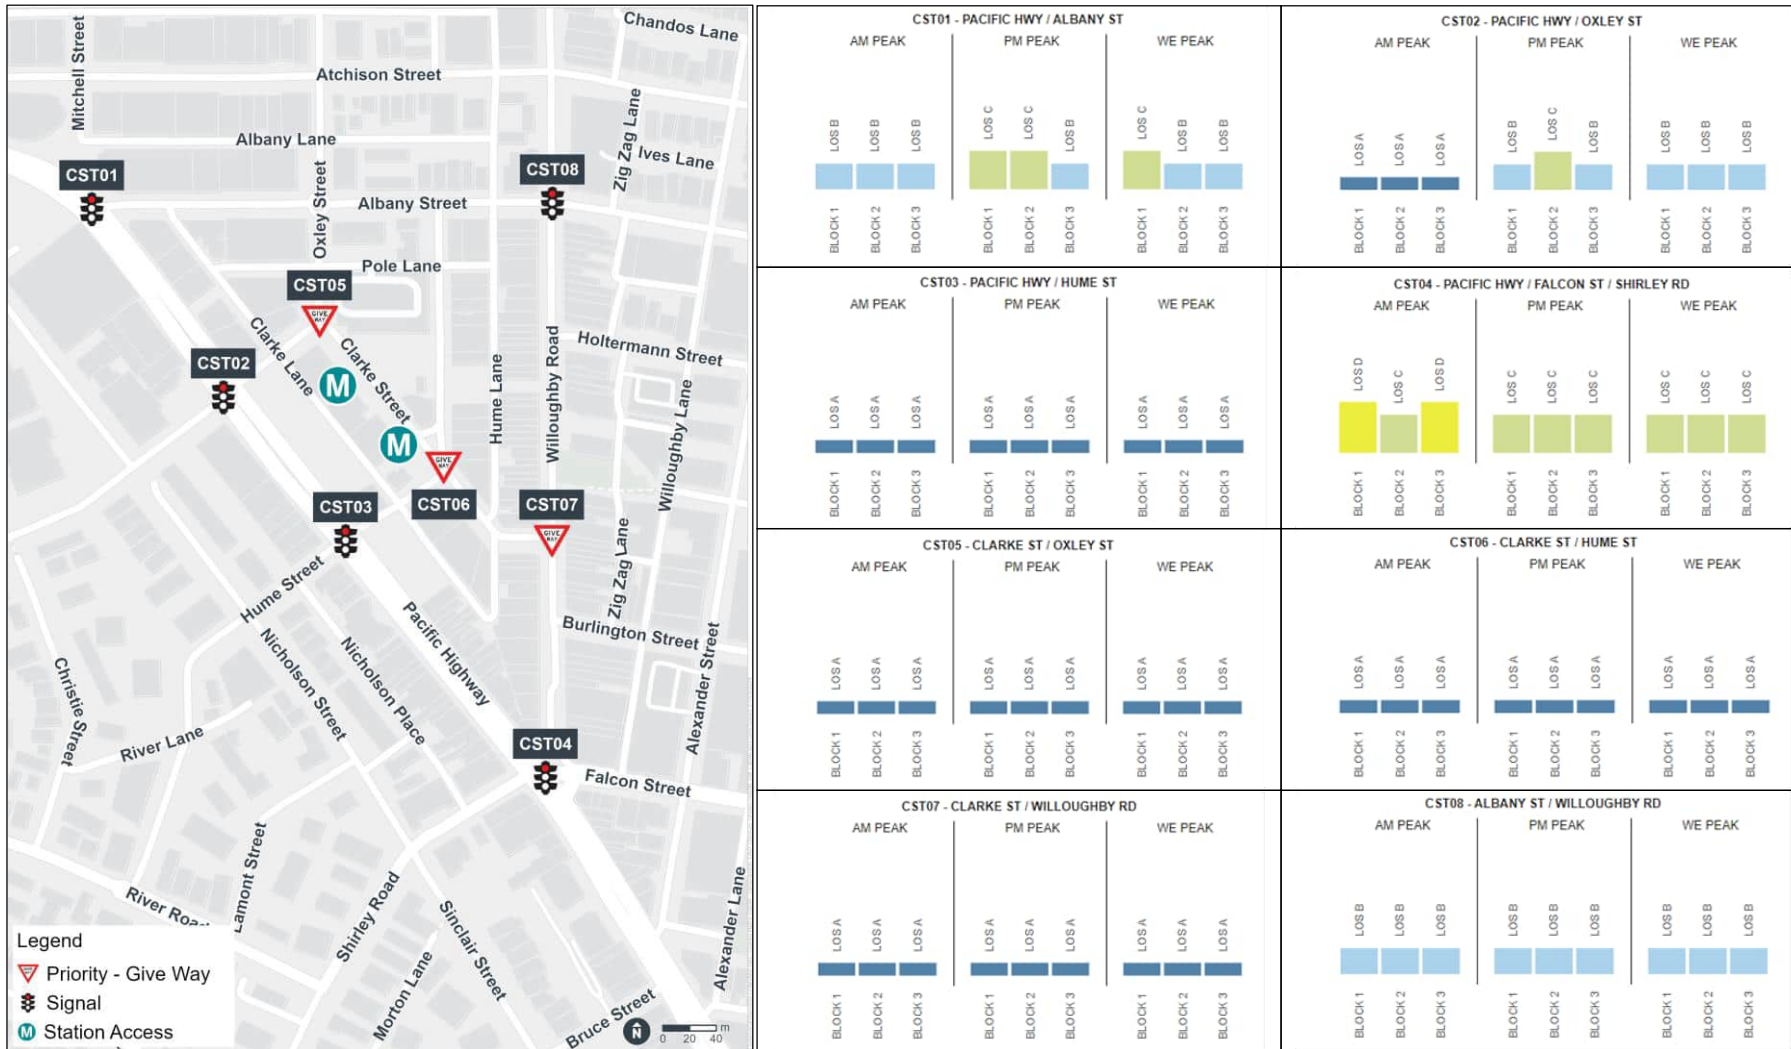 Chandos Lane
Mitchell Street
Atchison Street
Albany Lane
Zig Zag Lane
Ives Lane
CST01
CST08
Oxley Street
Albany Street
Pole Lane
CST05
GIVE WAY
Clarke Lane
Clarke Street
CST02
M
Hume Lane
Willoughby Road
Holtermann Street
Willoughby Lane
M
GIVE WAY
CST06
CST03
CST07
GIVE WAY
Zig Zag Lane
Hume Street
Pacific Highway
Burlington Street
Nicholson Street
Nicholson Place
Alexander Street
Christie Street
River Lane
CST04
Falcon Street
Lamont Street
River Road
Shirley Road
Sinclair Street
Morton Lane
Alexander Lane
Bruce Street
Legend
Priority - Give Way
Signal
M Station Access
N
0 20 40 m
CST01 - PACIFIC HWY / ALBANY ST
AM PEAK PM PEAK WE PEAK
LOS B LOS B LOS B LOS C LOS C LOS B LOS C LOS B LOS B
BLOCK 1 BLOCK 2 BLOCK 3 BLOCK 1 BLOCK 2 BLOCK 3 BLOCK 1 BLOCK 2 BLOCK 3
CST02 - PACIFIC HWY / OXLEY ST
AM PEAK PM PEAK WE PEAK
LOS A LOS A LOS A LOS B LOS C LOS B LOS B LOS B LOS B
BLOCK 1 BLOCK 2 BLOCK 3 BLOCK 1 BLOCK 2 BLOCK 3 BLOCK 1 BLOCK 2 BLOCK 3
CST03 - PACIFIC HWY / HUME ST
AM PEAK PM PEAK WE PEAK
LOS A LOS A LOS A LOS A LOS A LOS A LOS A LOS A LOS A
BLOCK 1 BLOCK 2 BLOCK 3 BLOCK 1 BLOCK 2 BLOCK 3 BLOCK 1 BLOCK 2 BLOCK 3
CST04 - PACIFIC HWY / FALCON ST / SHIRLEY RD
AM PEAK PM PEAK WE PEAK
LOS D LOS C LOS D LOS C LOS C LOS C LOS C LOS C LOS C
BLOCK 1 BLOCK 2 BLOCK 3 BLOCK 1 BLOCK 2 BLOCK 3 BLOCK 1 BLOCK 2 BLOCK 3
CST05 - CLARKE ST / OXLEY ST
AM PEAK PM PEAK WE PEAK
LOS A LOS A LOS A LOS A LOS A LOS A LOS A LOS A LOS A
BLOCK 1 BLOCK 2 BLOCK 3 BLOCK 1 BLOCK 2 BLOCK 3 BLOCK 1 BLOCK 2 BLOCK 3
CST06 - CLARKE ST / HUME ST
AM PEAK PM PEAK WE PEAK
LOS A LOS A LOS A LOS A LOS A LOS A LOS A LOS A LOS A
BLOCK 1 BLOCK 2 BLOCK 3 BLOCK 1 BLOCK 2 BLOCK 3 BLOCK 1 BLOCK 2 BLOCK 3
CST07 - CLARKE ST / WILLOUGHBY RD
AM PEAK PM PEAK WE PEAK
LOS A LOS A LOS A LOS A LOS A LOS A LOS A LOS A LOS A
BLOCK 1 BLOCK 2 BLOCK 3 BLOCK 1 BLOCK 2 BLOCK 3 BLOCK 1 BLOCK 2 BLOCK 3
CST08 - ALBANY ST / WILLOUGHBY RD
AM PEAK PM PEAK WE PEAK
LOS B LOS B LOS B LOS B LOS B LOS B LOS B LOS B LOS B
BLOCK 1 BLOCK 2 BLOCK 3 BLOCK 1 BLOCK 2 BLOCK 3 BLOCK 1 BLOCK 2 BLOCK 3